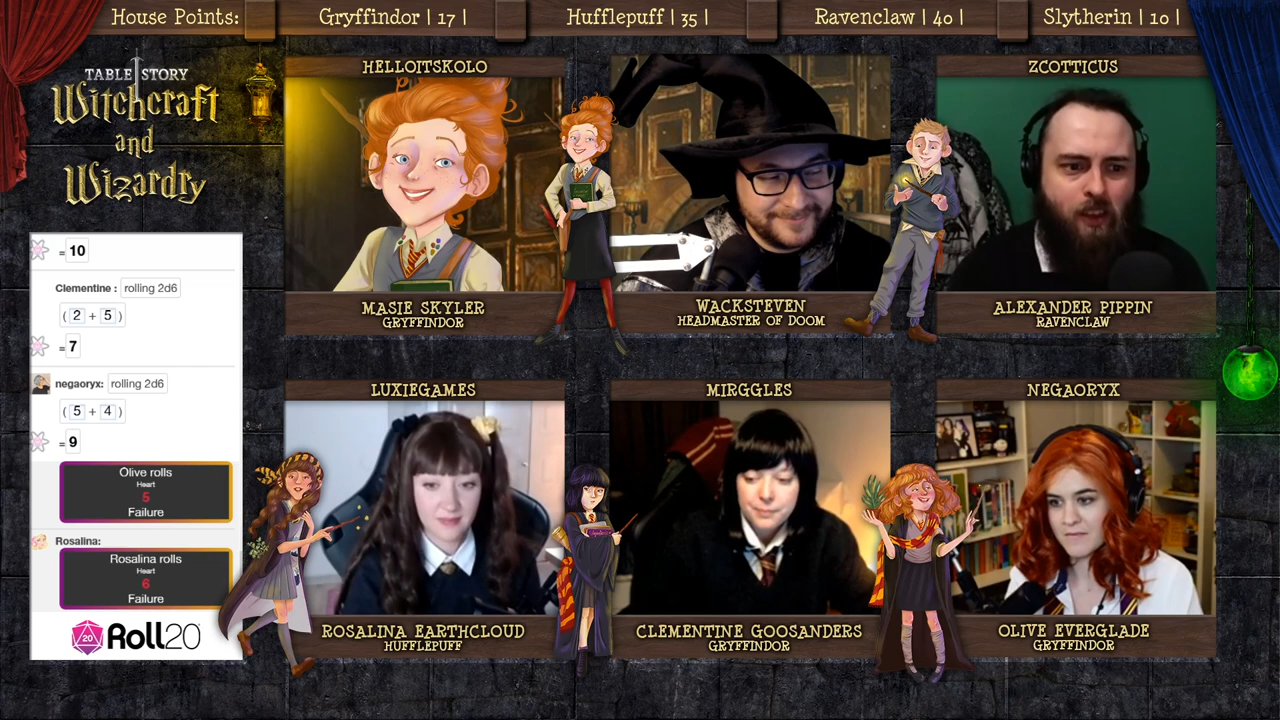 House Points:
Gryffindor | 17 |
Hufflepuff | 35 |
Ravenclaw | 40 |
Slytherin | 10 |
TABLE STORY
Witchcraft
and
Wizardry
= 10
Clementine : rolling 2d6
( 2 + 5 )
= 7
negaoryx: rolling 2d6
( 5 + 4 )
= 9
Olive rolls
Heart
5
Failure
Rosalina:
Rosalina rolls
Heart
6
Failure
20 Roll20
HELLOITSKOLO
MASIE SKYLER
GRYFFINDOR
WACKSTEVEN
HEADMASTER OF DOOM
ZCOTTICUS
ALEXANDER PIPPIN
RAVENCLAW
LUXIEGAMES
ROSALINA EARTHCLOUD
HUFFLEPUFF
MIRGGLES
CLEMENTINE GOOSANDERS
GRYFFINDOR
NEGAORYX
OLIVE EVERGLADE
GRYFFINDOR